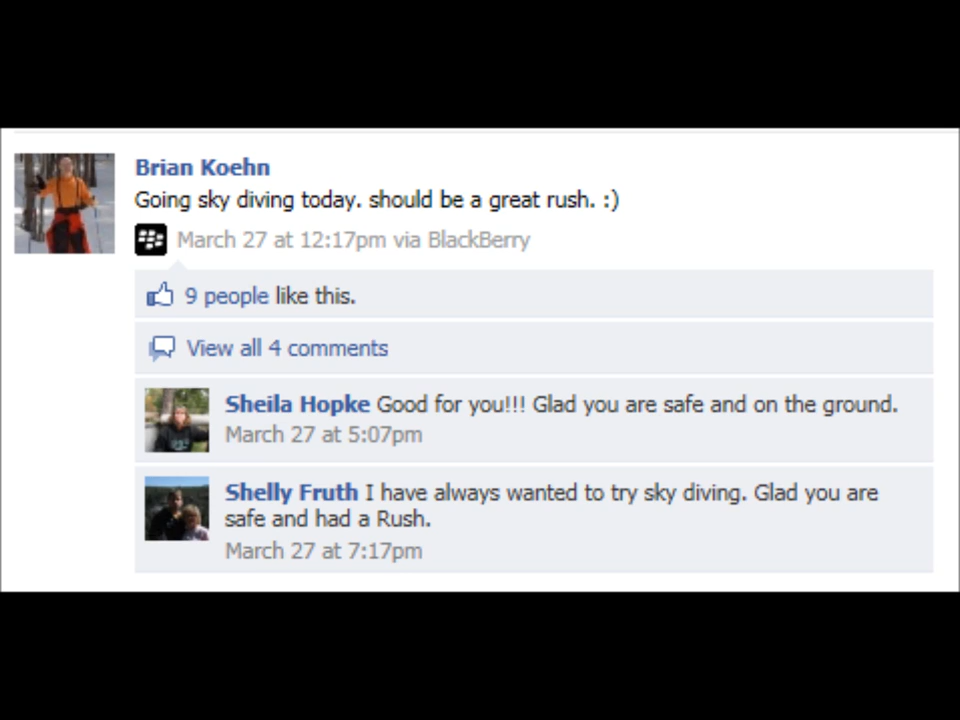 Brian Koehn
Going sky diving today. should be a great rush. :)
March 27 at 12:17pm via BlackBerry
9 people like this.
View all 4 comments
Sheila Hopke Good for you!!! Glad you are safe and on the ground.
March 27 at 5:07pm
Shelly Fruth I have always wanted to try sky diving. Glad you are
safe and had a Rush.
March 27 at 7:17pm